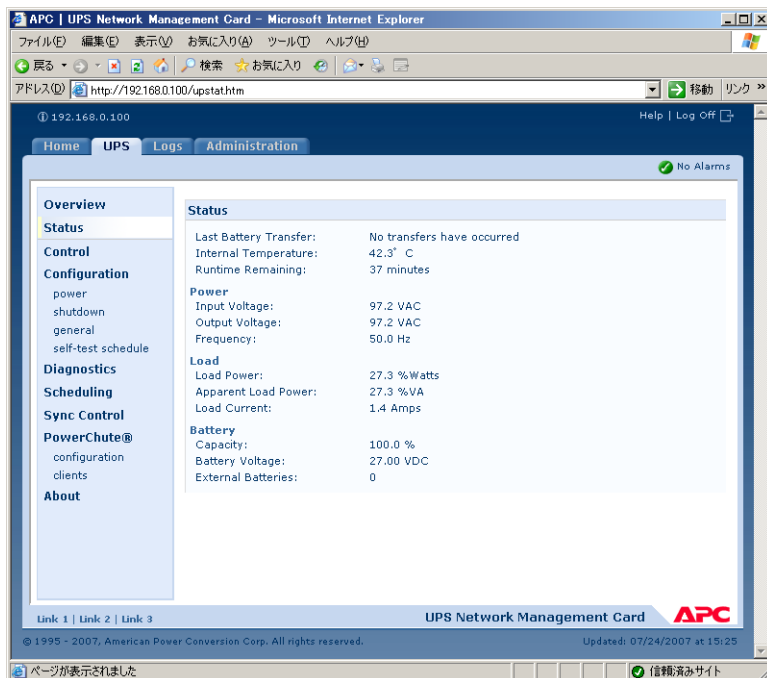 APC | UPS Network Management Card - Microsoft Internet Explorer
ファイル(F) 編集(E) 表示(V) お気に入り(A) ツール(T) ヘルプ(H)
戻る 検索 お気に入り
アドレス(D) http://192.168.0.100/upstat.htm 移動 リンク »
192.168.0.100 Help | Log Off
Home UPS Logs Administration
No Alarms
Overview
Status
Control
Configuration
power
shutdown
general
self-test schedule
Diagnostics
Scheduling
Sync Control
PowerChute®
configuration
clients
About
Status
Last Battery Transfer: No transfers have occurred
Internal Temperature: 42.3° C
Runtime Remaining: 37 minutes
Power
Input Voltage: 97.2 VAC
Output Voltage: 97.2 VAC
Frequency: 50.0 Hz
Load
Load Power: 27.3 %Watts
Apparent Load Power: 27.3 %VA
Load Current: 1.4 Amps
Battery
Capacity: 100.0 %
Battery Voltage: 27.00 VDC
External Batteries: 0
Link 1 | Link 2 | Link 3 UPS Network Management Card APC
© 1995 - 2007, American Power Conversion Corp. All rights reserved. Updated: 07/24/2007 at 15:25
ページが表示されました 信頼済みサイト